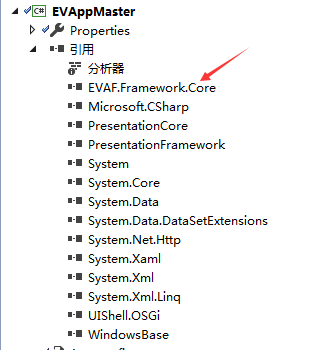 EVAppMaster
Properties
引用
分析器
EVAF.Framework.Core
Microsoft.CSharp
PresentationCore
PresentationFramework
System
System.Core
System.Data
System.Data.DataSetExtensions
System.Net.Http
System.Xaml
System.Xml
System.Xml.Linq
UIShell.OSGi
WindowsBase